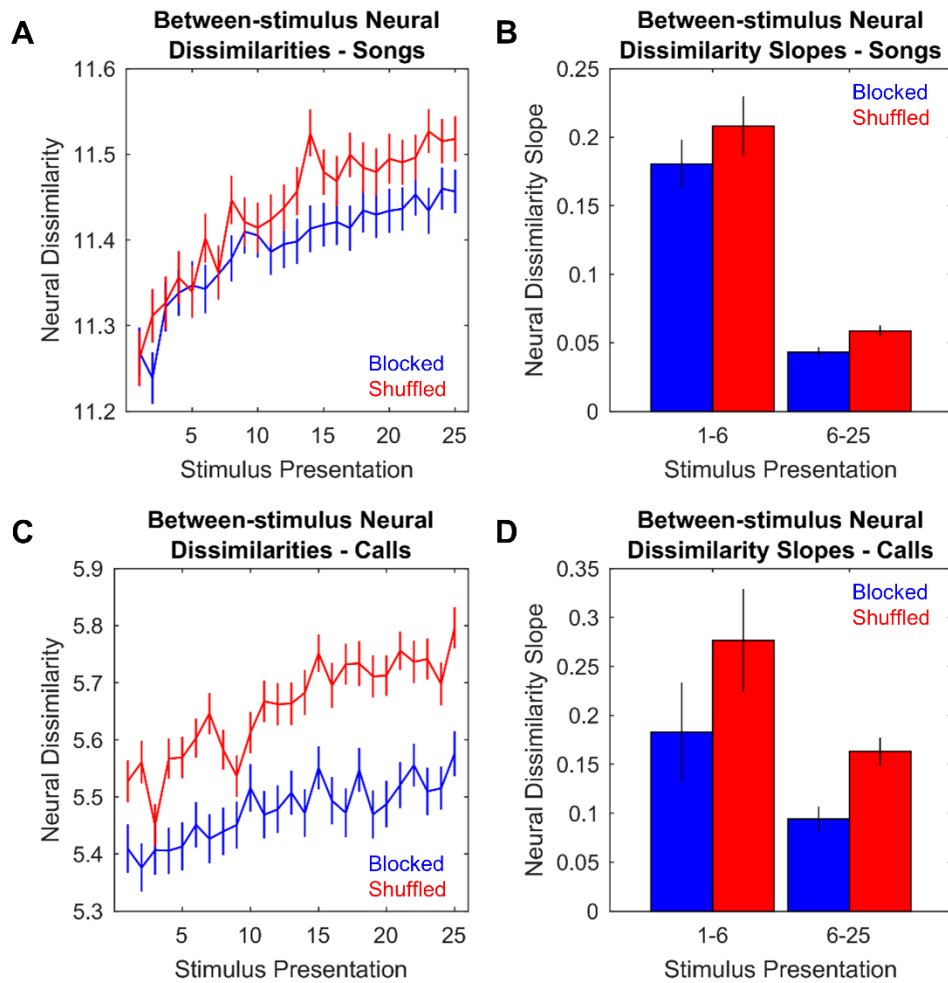 A
Between-stimulus Neural
Dissimilarities - Songs
11.6
11.5
11.4
11.3
11.2
Neural Dissimilarity
Blocked
Shuffled
5
10
15
20
25
Stimulus Presentation
B
Between-stimulus Neural
Dissimilarity Slopes - Songs
0.25
0.2
0.15
0.1
0.05
0
Neural Dissimilarity Slope
Blocked
Shuffled
1-6
6-25
Stimulus Presentation
C
Between-stimulus Neural
Dissimilarities - Calls
5.9
5.8
5.7
5.6
5.5
5.4
5.3
Neural Dissimilarity
Blocked
Shuffled
5
10
15
20
25
Stimulus Presentation
D
Between-stimulus Neural
Dissimilarity Slopes - Calls
0.35
0.3
0.25
0.2
0.15
0.1
0.05
0
Neural Dissimilarity Slope
Blocked
Shuffled
1-6
6-25
Stimulus Presentation